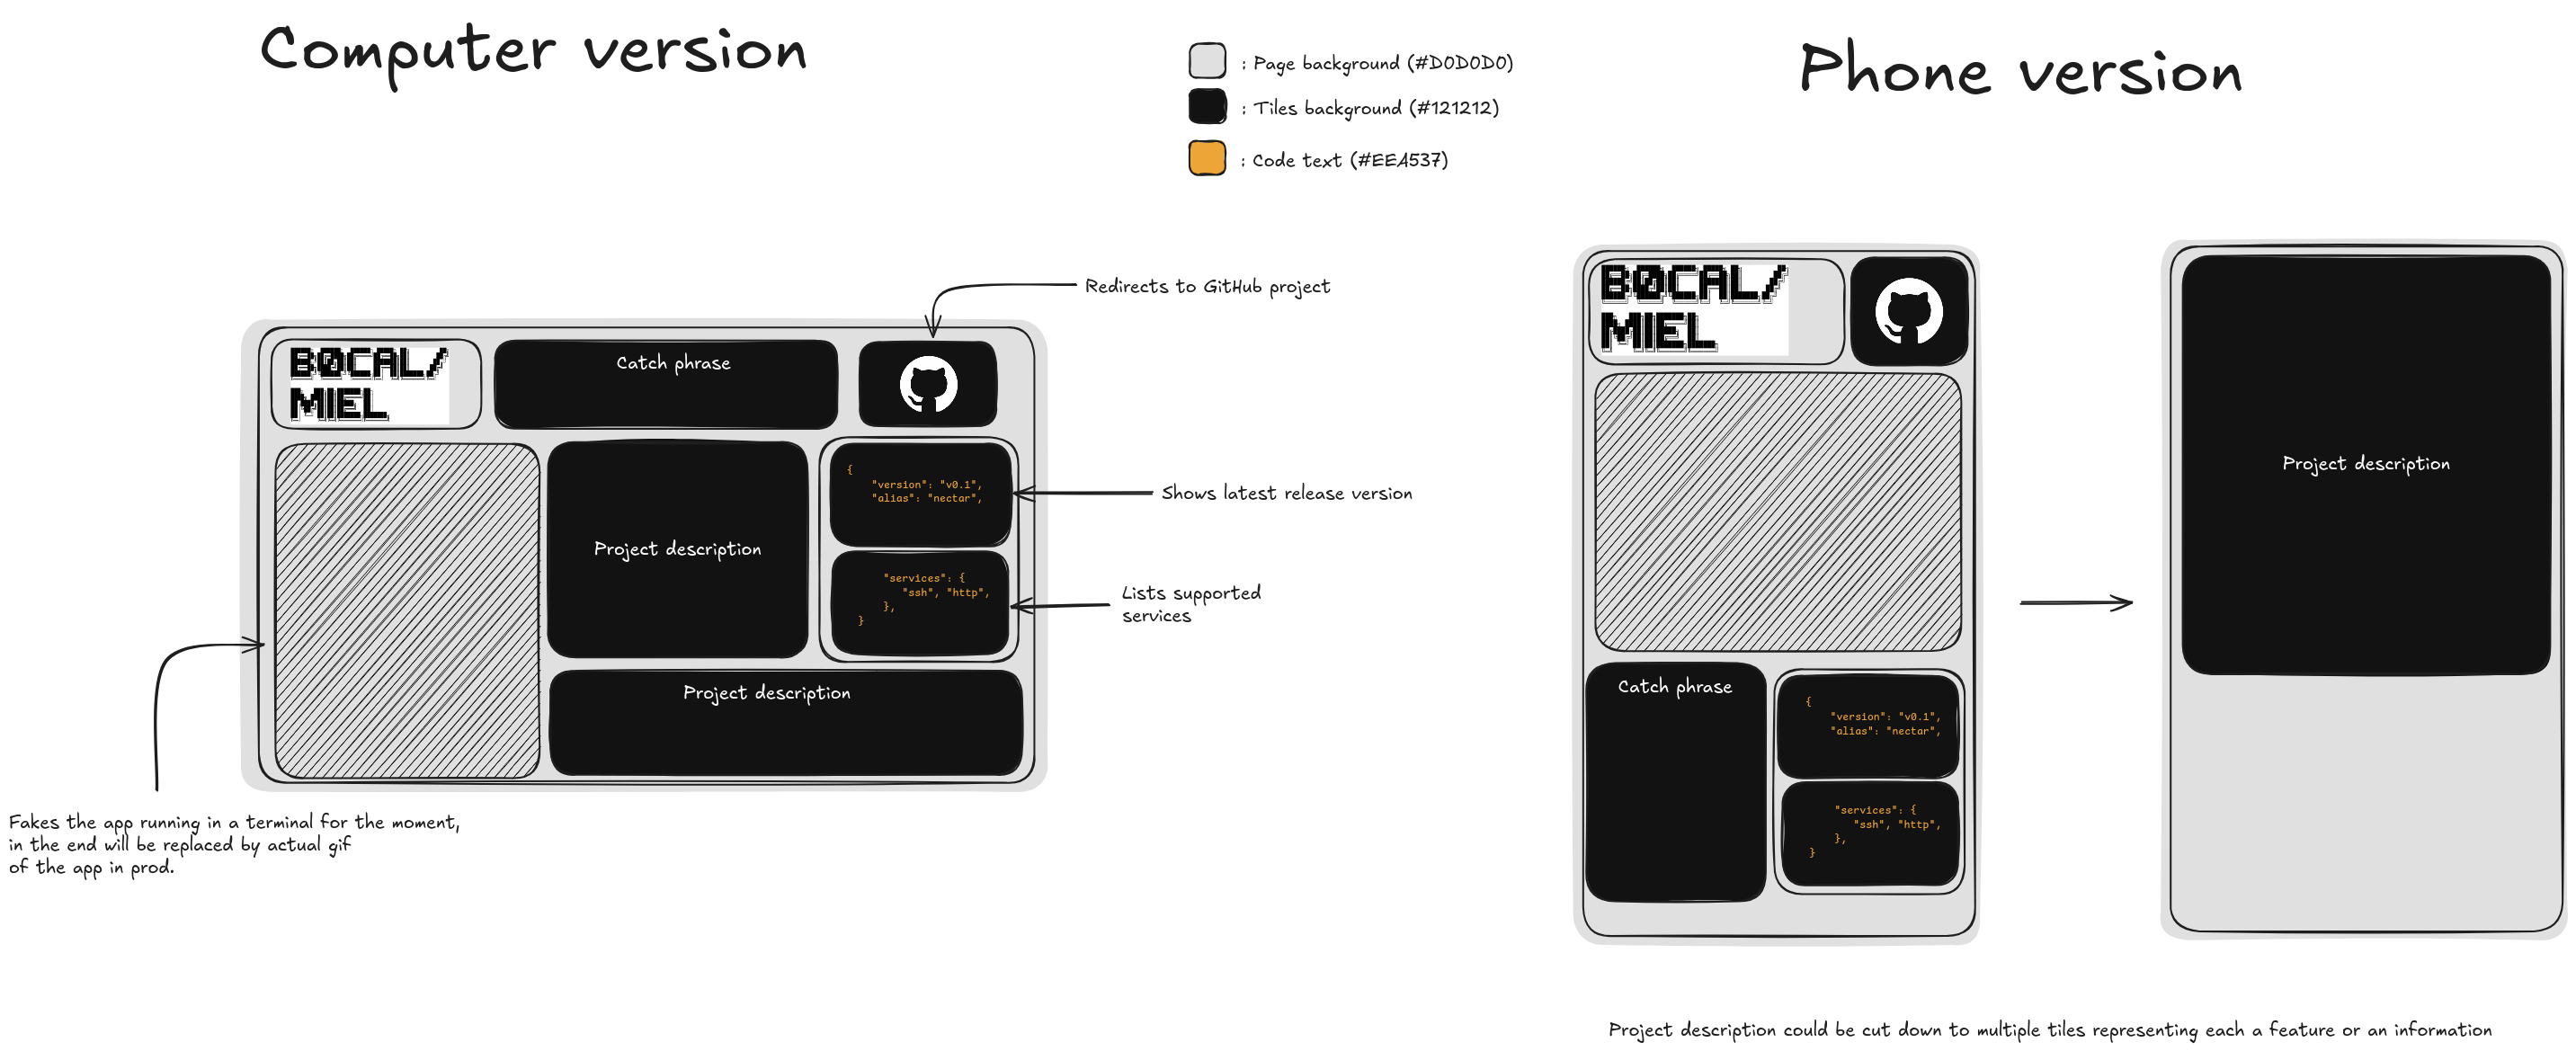 Computer version
: Page background (#D0D0D0)
: Tiles background (#121212)
: Code text (#EEA537)
Phone version
Redirects to GitHub project
BOCAL/
MIEL
Catch phrase
Project description
{
"version": "v0.1",
"alias": "nectar",
"services": {
"ssh", "http",
},
}
Project description
Shows latest release version
Lists supported
services
Fakes the app running in a terminal for the moment,
in the end will be replaced by actual gif
of the app in prod.
BOCAL/
MIEL
Catch phrase
{
"version": "v0.1",
"alias": "nectar",
"services": {
"ssh", "http",
},
}
Project description
Project description could be cut down to multiple tiles representing each a feature or an information